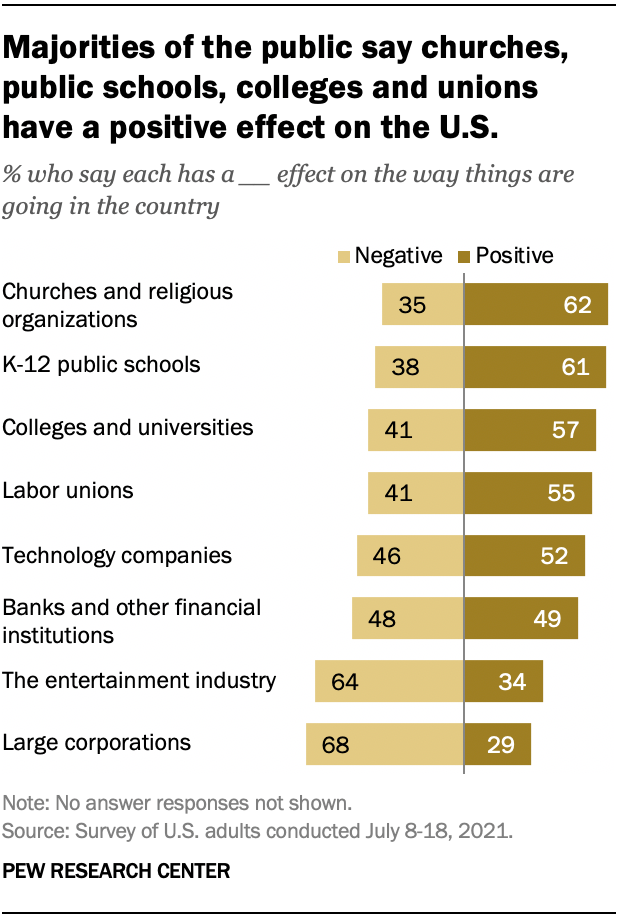 Majorities of the public say churches,
public schools, colleges and unions
have a positive effect on the U.S.
% who say each has a __ effect on the way things are
going in the country
Negative Positive
Churches and religious
organizations
35 62
K-12 public schools 38 61
Colleges and universities 41 57
Labor unions 41 55
Technology companies 46 52
Banks and other financial
institutions
48 49
The entertainment industry 64 34
Large corporations 68 29
Note: No answer responses not shown.
Source: Survey of U.S. adults conducted July 8-18, 2021.
PEW RESEARCH CENTER